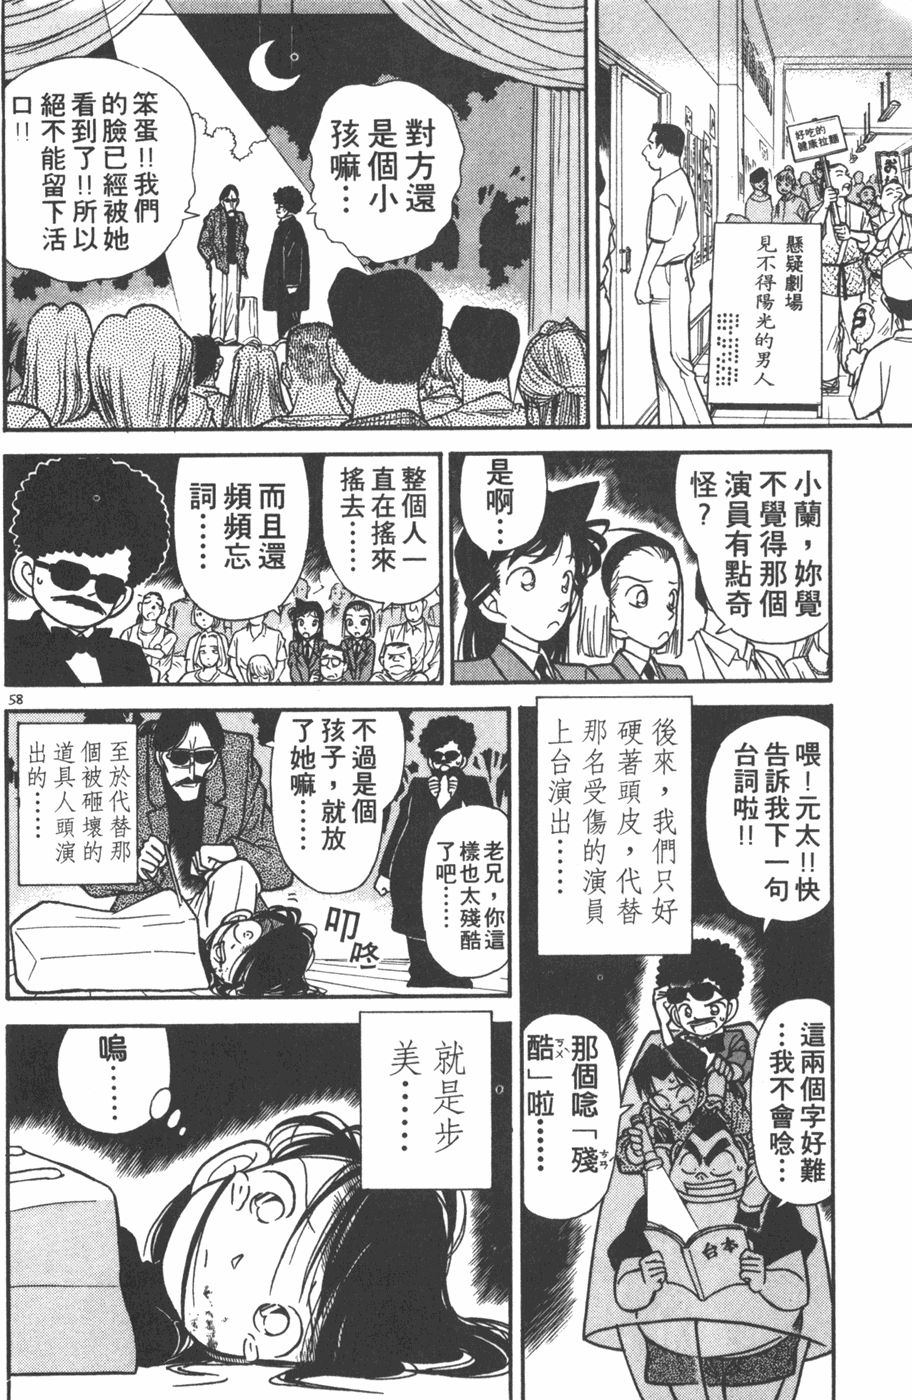 好吃的
健康拉麵
お
懸疑劇場
見不得陽光的男人
對方還
是個小
孩嘛…
笨蛋!!我們
的臉已經被她
看到了!!所以
絕不能留下活
口!!
小蘭，妳覺
不覺得那個
演員有點奇
怪?
是啊……
整個人一
直在搖來
搖去……
而且還
頻頻忘
詞……
58
喂!元太!!快
告訴我下一句
台詞啦!!
這兩個字好難
…我不會唸…
台本
那個唸「殘
ㄘㄢˊ
酷」啦……
ㄎㄨˋ
後來，我們只好
硬著頭皮，代替
那名受傷的演員
上台演出……
老兄，你這
樣也太殘酷
了吧……
不過是個
孩子，就放
了她嘛……
叩咚
至於代替那
個被砸壞的
道具人頭演
出的……
就是步
美……
嗚……